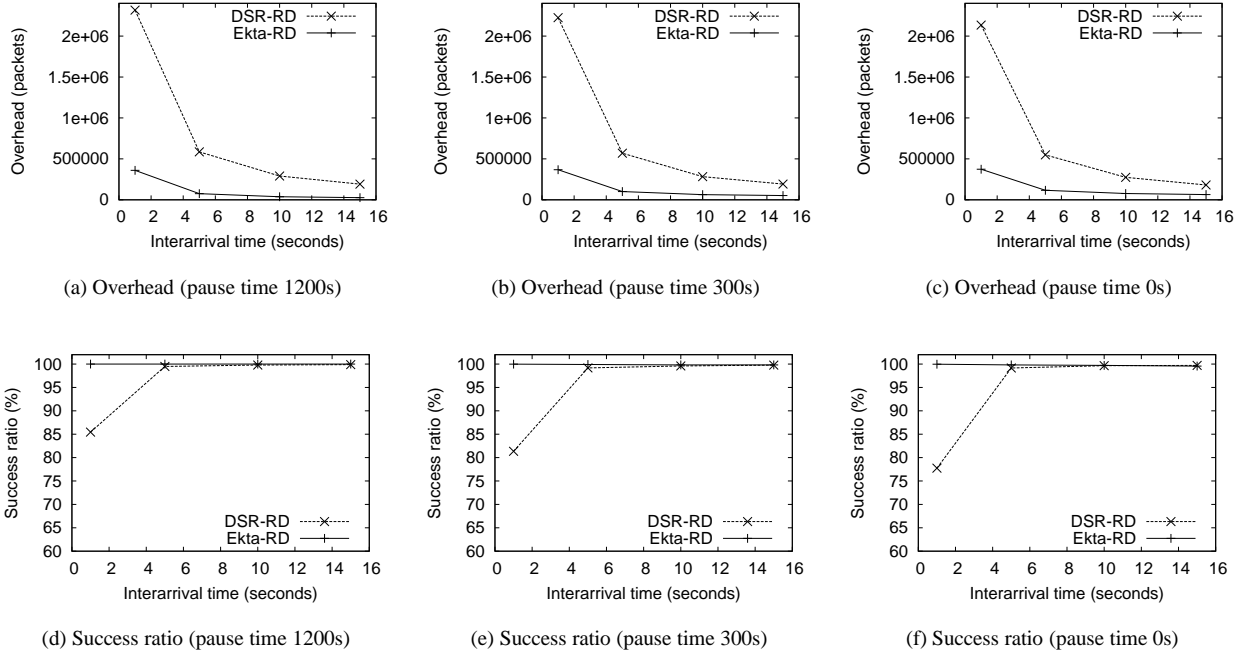 DSR-RD
Ekta-RD
2e+06
1.5e+06
1e+06
500000
0
Overhead (packets)
0 2 4 6 8 10 12 14 16
Interarrival time (seconds)
(a) Overhead (pause time 1200s)
DSR-RD
Ekta-RD
2e+06
1.5e+06
1e+06
500000
0
Overhead (packets)
0 2 4 6 8 10 12 14 16
Interarrival time (seconds)
(b) Overhead (pause time 300s)
DSR-RD
Ekta-RD
2e+06
1.5e+06
1e+06
500000
0
Overhead (packets)
0 2 4 6 8 10 12 14 16
Interarrival time (seconds)
(c) Overhead (pause time 0s)
100
95
90
85
80
75
70
65
60
Success ratio (%)
DSR-RD
Ekta-RD
0 2 4 6 8 10 12 14 16
Interarrival time (seconds)
(d) Success ratio (pause time 1200s)
100
95
90
85
80
75
70
65
60
Success ratio (%)
DSR-RD
Ekta-RD
0 2 4 6 8 10 12 14 16
Interarrival time (seconds)
(e) Success ratio (pause time 300s)
100
95
90
85
80
75
70
65
60
Success ratio (%)
DSR-RD
Ekta-RD
0 2 4 6 8 10 12 14 16
Interarrival time (seconds)
(f) Success ratio (pause time 0s)